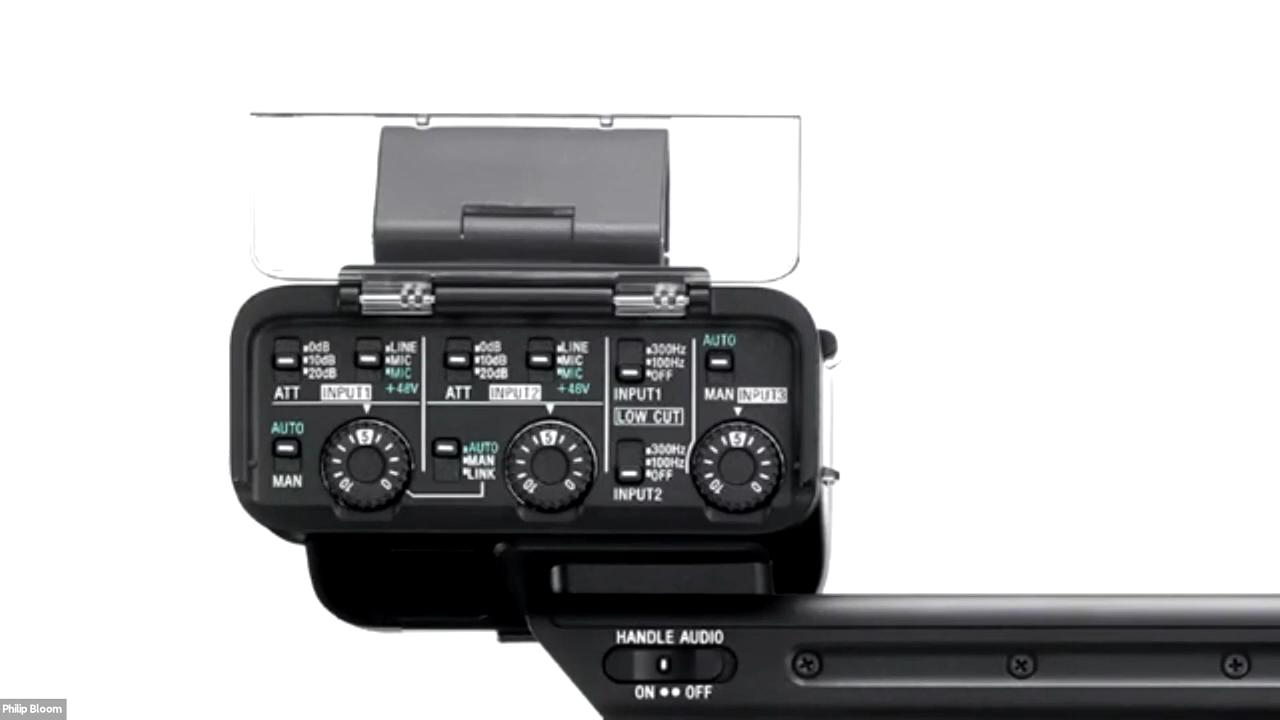 AUTO
0dB
LINE
0dB
LINE
300Hz
10dB
MIC
10dB
MIC
100Hz
20dB
MIC
20dB
MIC
OFF
ATT INPUT1 +48V
ATT INPUT2 +48V
INPUT1
MAN INPUT3
LOW CUT
AUTO
5
AUTO
5
300Hz
5
MAN
100Hz
LINK
OFF
MAN
10 0
10 0
INPUT2
10 0
HANDLE AUDIO
ON OFF
Philip Bloom